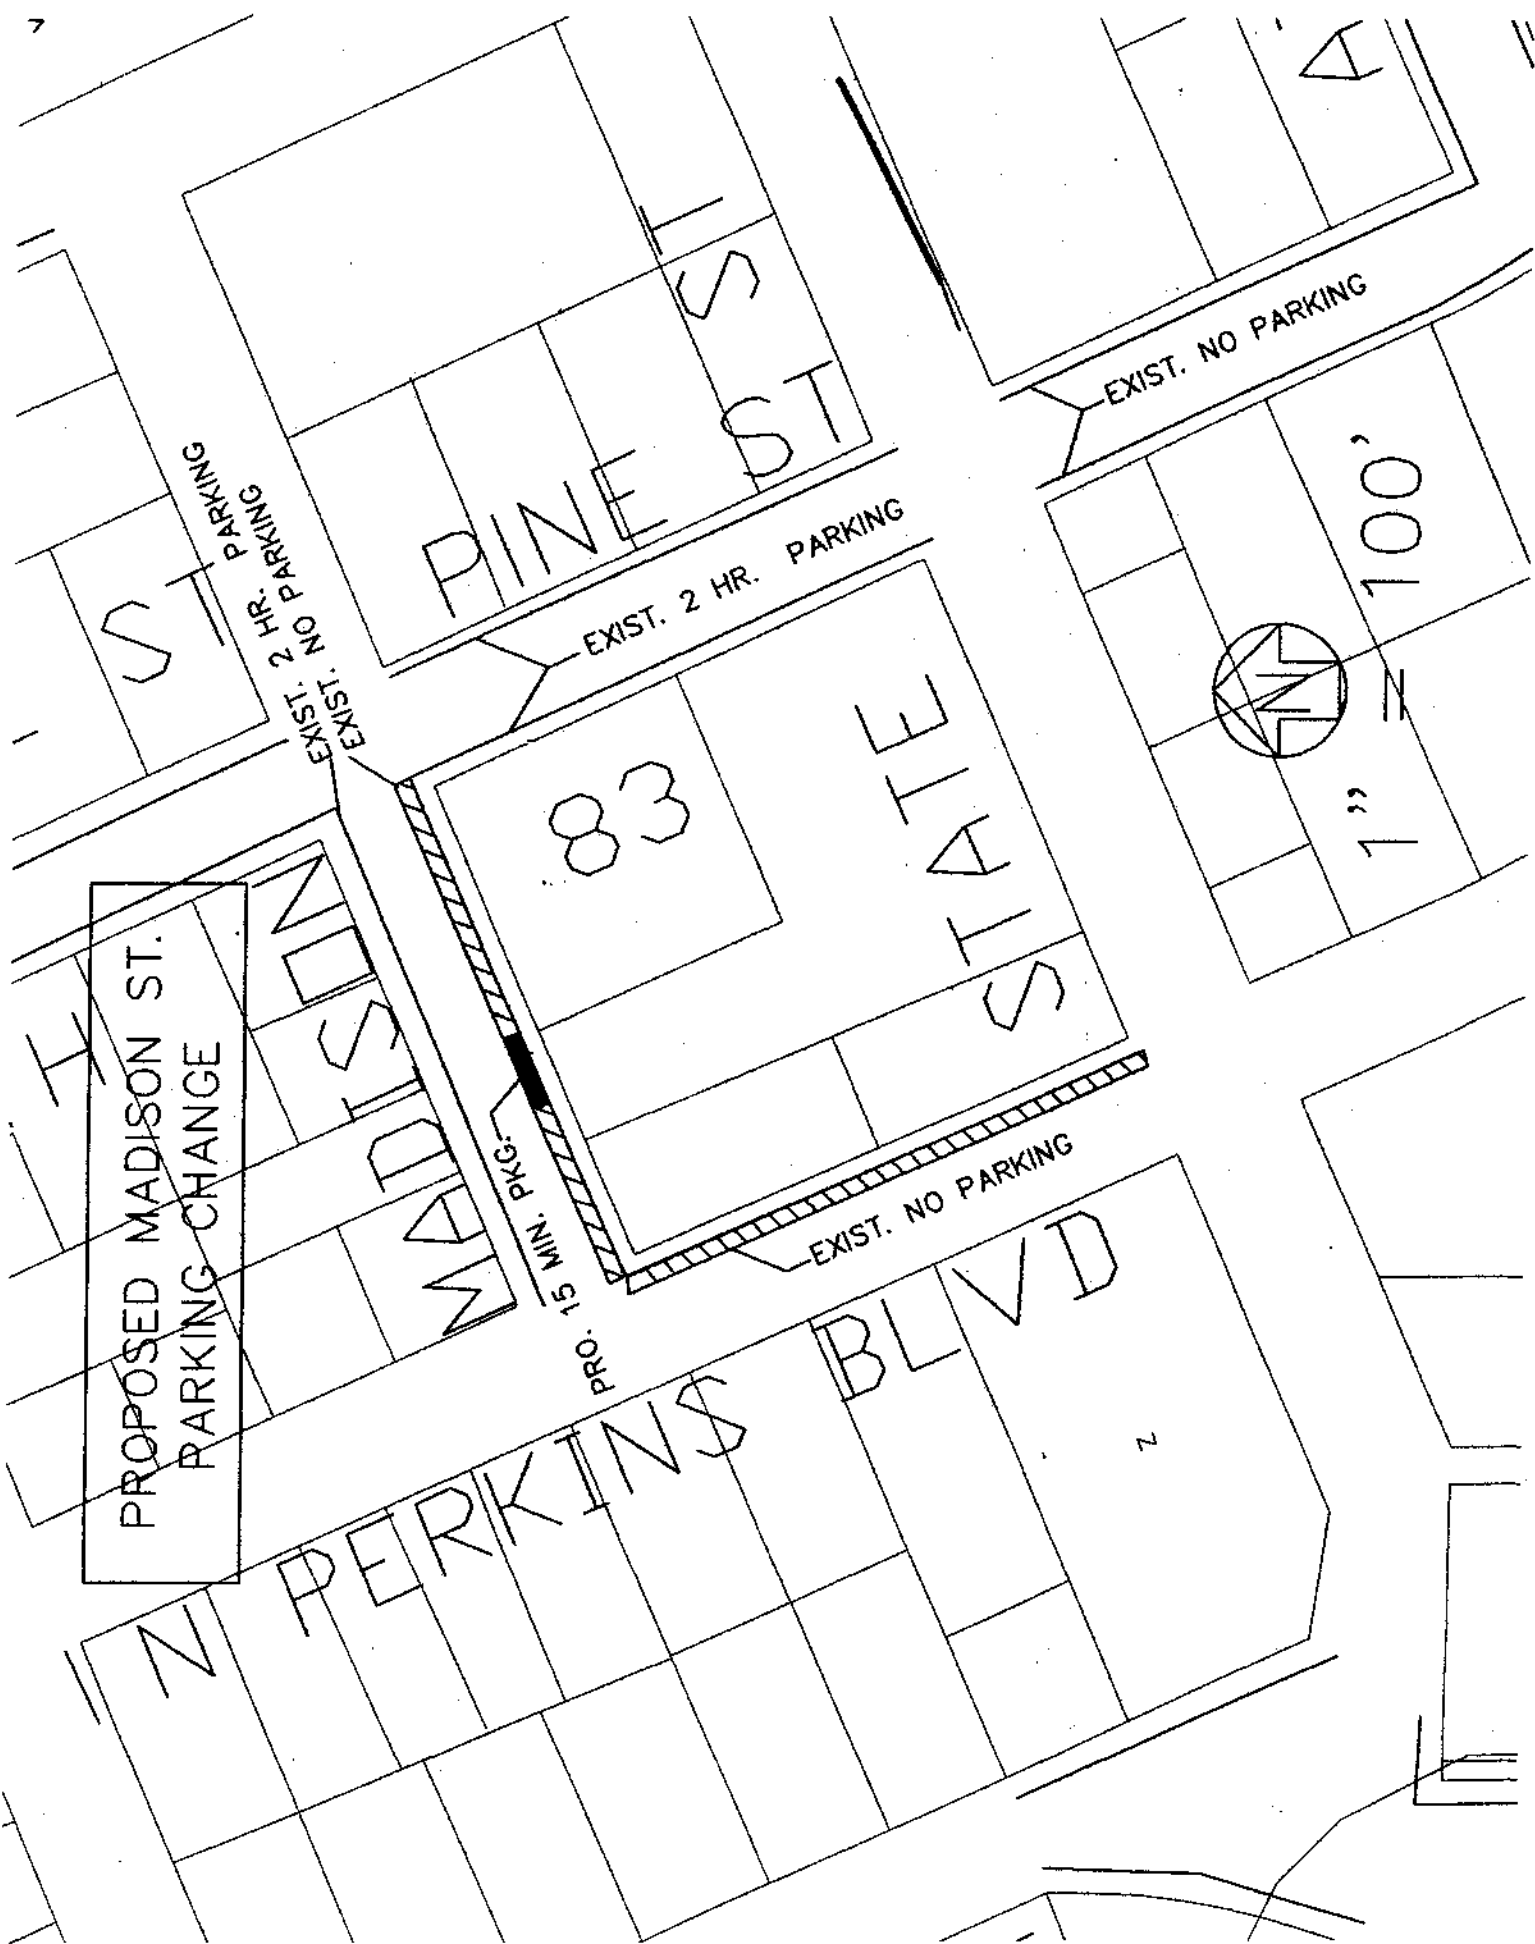 PROPOSED MADISON ST.
PARKING CHANGE
H
ST
EXIST. 2 HR. PARKING
EXIST. NO PARKING
MADISON
PRO. 15 MIN. PKG.
83
PINE ST
ST
EXIST. 2 HR. PARKING
STATE
EXIST. NO PARKING
EXIST. NO PARKING
N PERKINS BLVD
A
N
1" = 100'
z